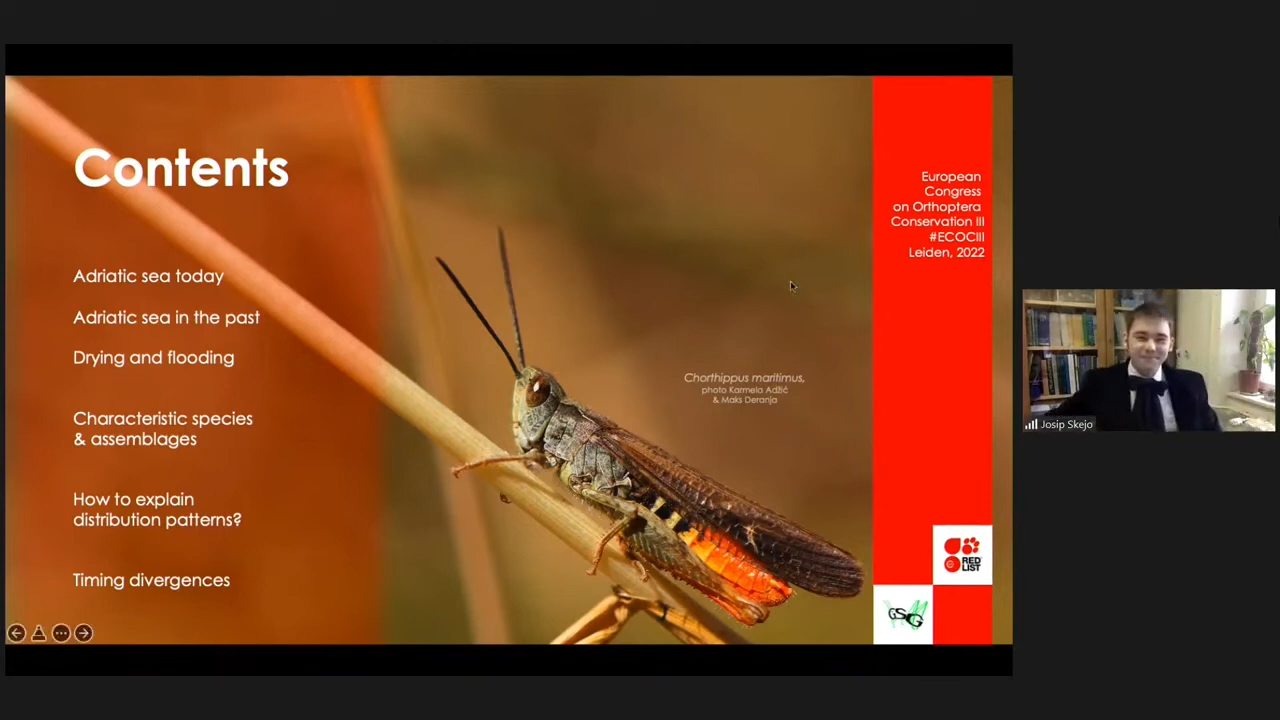 Contents
Adriatic sea today
Adriatic sea in the past
Drying and flooding
Characteristic species
& assemblages
How to explain
distribution patterns?
Timing divergences
Chorthippus maritimus,
photo Karmela Adžić
& Maks Deranja
European
Congress
on Orthoptera
Conservation III
#ECOCIII
Leiden, 2022
RED
LIST
GSG
Josip Skejo